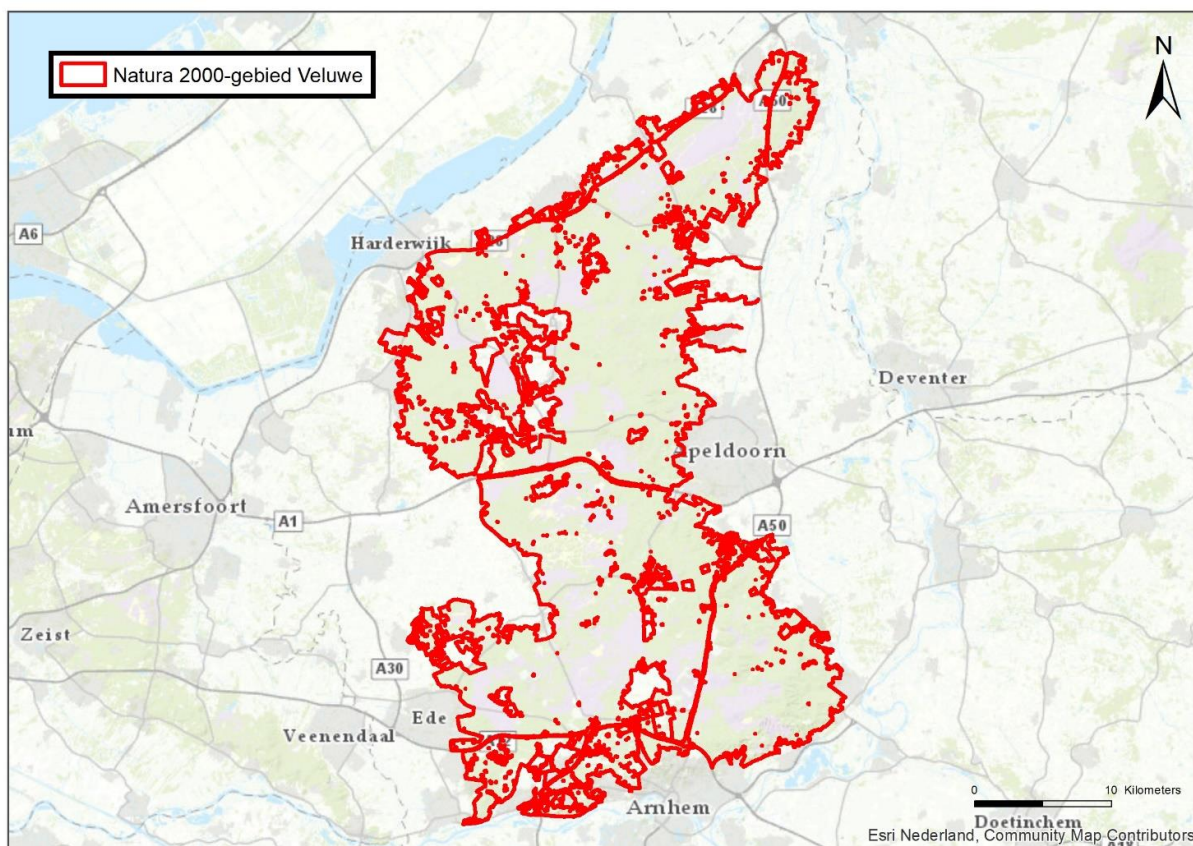 Natura 2000-gebied Veluwe
N
A50
A6
Harderwijk
Deventer
Apeldoorn
Amersfoort
A1
A50
Zeist
A30
Ede
Veenendaal
Arnhem
0 10 Kilometers
Doetinchem
Esri Nederland, Community Map Contributors